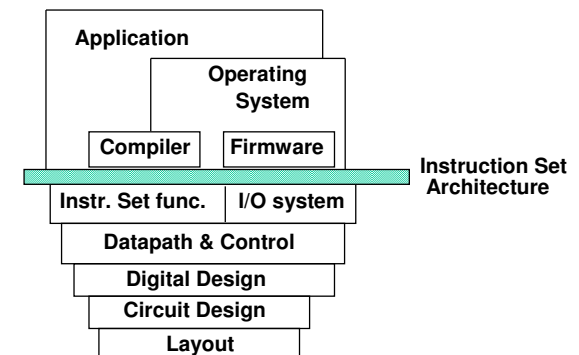 Application
Operating
System
Compiler
Firmware
Instruction Set
Architecture
Instr. Set func.
I/O system
Datapath & Control
Digital Design
Circuit Design
Layout